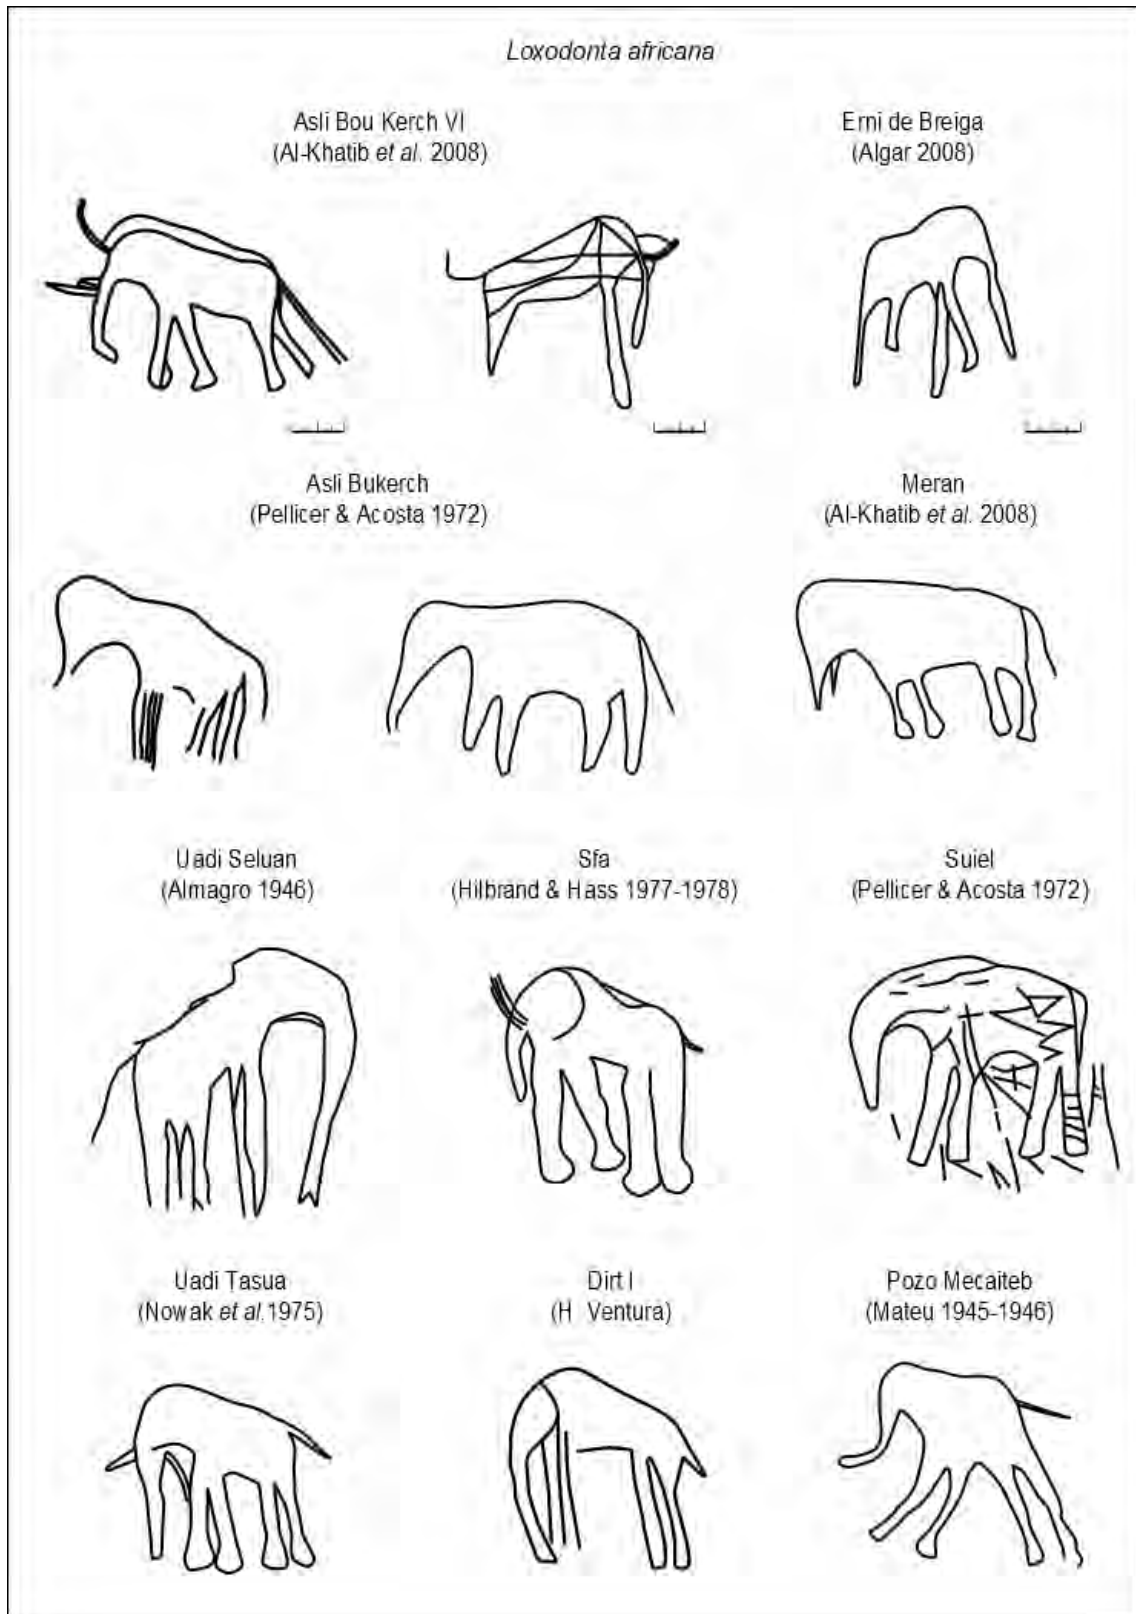 Loxodonta africana
Asli Bou Kerch VI
(Al-Khatib et al. 2008)
Erni de Breiga
(Algar 2008)
Asli Bukerch
(Pellicer & Acosta 1972)
Meran
(Al-Khatib et al. 2008)
Uadi Seluan
(Almagro 1946)
Sfa
(Hilbrand & Hass 1977-1978)
Suiel
(Pellicer & Acosta 1972)
Uadi Tasua
(Nowak et al.1975)
Dirt I
(H. Ventura)
Pozo Mecaiteb
(Mateu 1945-1946)